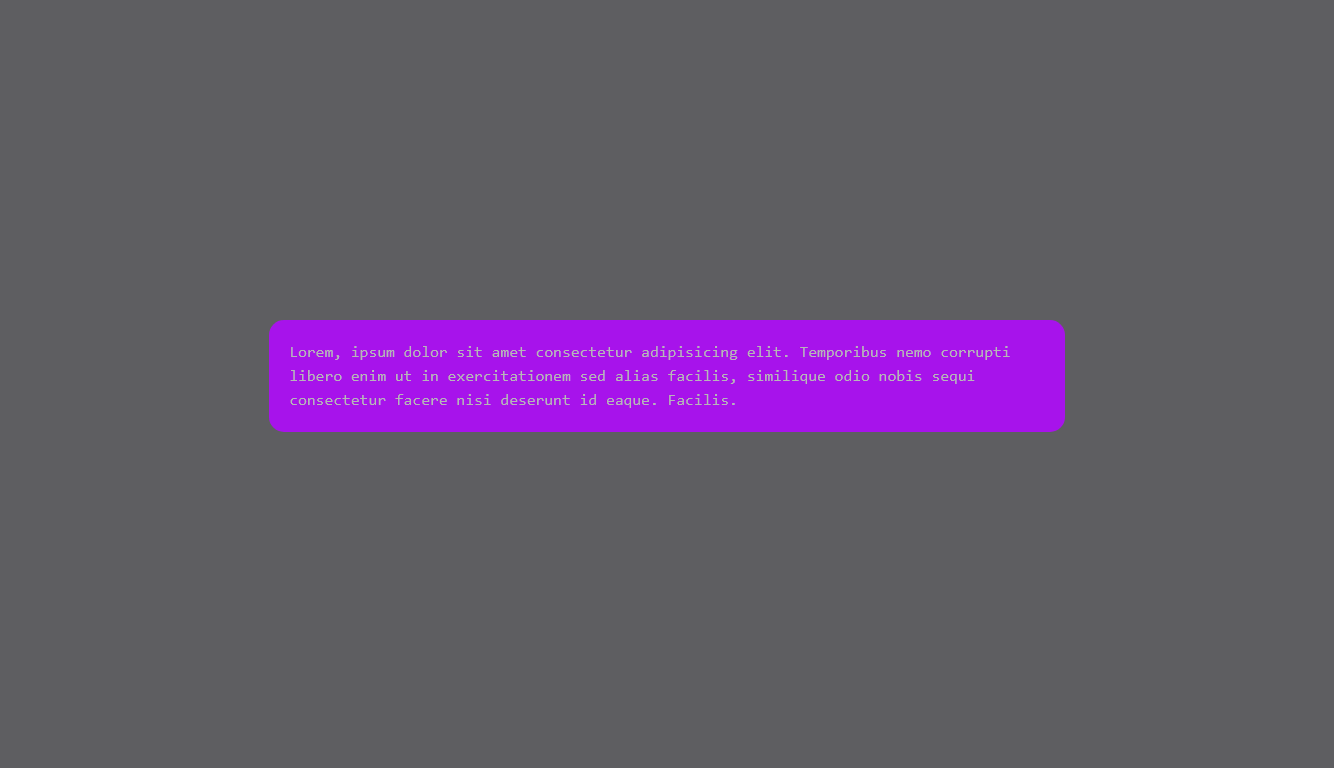 Lorem, ipsum dolor sit amet consectetur adipisicing elit. Temporibus nemo corrupti
libero enim ut in exercitationem sed alias facilis, similique odio nobis sequi
consectetur facere nisi deserunt id eaque. Facilis.